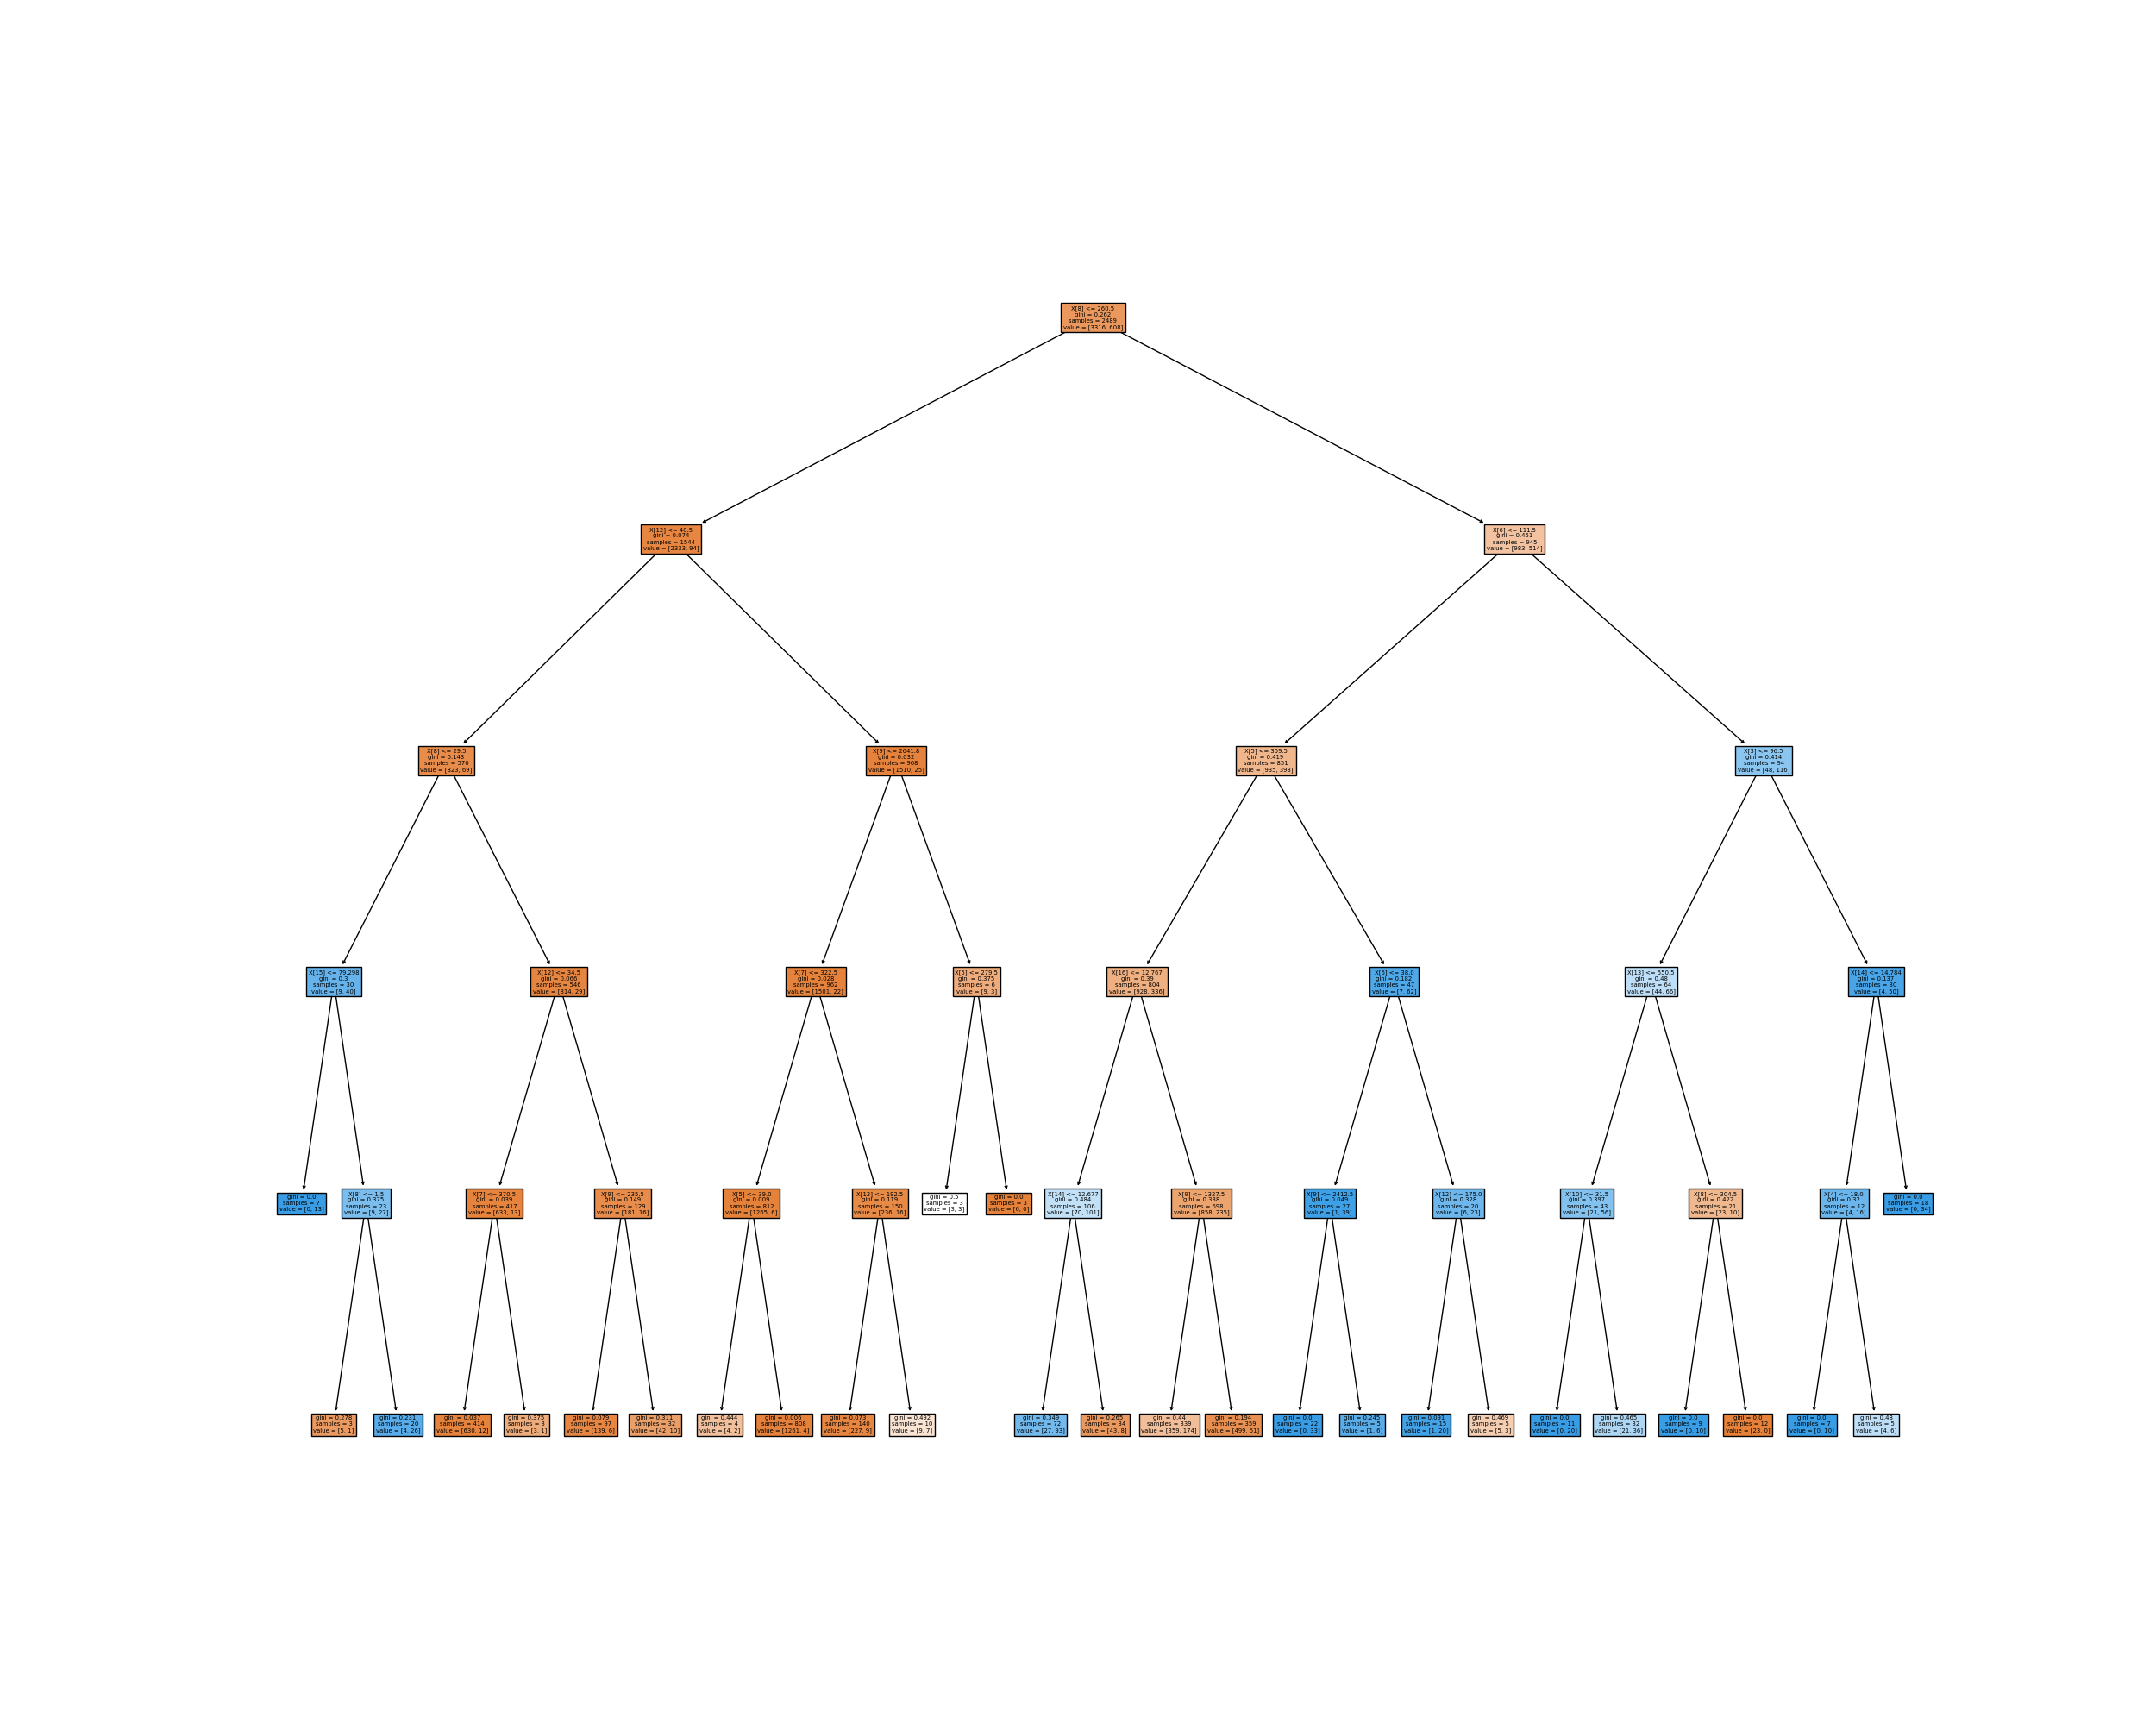 X[8] <= 260.5
gini = 0.262
samples = 2489
value = [3316, 608]
X[12] <= 40.5
gini = 0.074
samples = 1544
value = [2333, 94]
X[6] <= 111.5
gini = 0.451
samples = 945
value = [983, 514]
X[8] <= 29.5
gini = 0.143
samples = 576
value = [823, 69]
X[9] <= 2641.8
gini = 0.032
samples = 968
value = [1510, 25]
X[5] <= 359.5
gini = 0.419
samples = 851
value = [935, 398]
X[3] <= 96.5
gini = 0.414
samples = 94
value = [48, 116]
X[15] <= 79.298
gini = 0.3
samples = 30
value = [9, 40]
X[12] <= 34.5
gini = 0.066
samples = 546
value = [814, 29]
X[7] <= 322.5
gini = 0.028
samples = 962
value = [1501, 22]
X[5] <= 279.5
gini = 0.375
samples = 6
value = [9, 3]
X[16] <= 12.767
gini = 0.39
samples = 804
value = [928, 336]
X[6] <= 38.0
gini = 0.182
samples = 47
value = [7, 62]
X[13] <= 550.5
gini = 0.48
samples = 64
value = [44, 66]
X[14] <= 14.784
gini = 0.137
samples = 30
value = [4, 50]
gini = 0.0
samples = 7
value = [0, 13]
X[8] <= 1.5
gini = 0.375
samples = 23
value = [9, 27]
X[7] <= 370.5
gini = 0.039
samples = 417
value = [633, 13]
X[9] <= 235.5
gini = 0.149
samples = 129
value = [181, 16]
X[5] <= 39.0
gini = 0.009
samples = 812
value = [1265, 6]
X[12] <= 192.5
gini = 0.119
samples = 150
value = [236, 16]
gini = 0.5
samples = 3
value = [3, 3]
gini = 0.0
samples = 3
value = [6, 0]
X[14] <= 12.677
gini = 0.484
samples = 106
value = [70, 101]
X[9] <= 1327.5
gini = 0.338
samples = 698
value = [858, 235]
X[9] <= 2412.5
gini = 0.049
samples = 27
value = [1, 39]
X[12] <= 175.0
gini = 0.328
samples = 20
value = [6, 23]
X[10] <= 31.5
gini = 0.397
samples = 43
value = [21, 56]
X[8] <= 304.5
gini = 0.422
samples = 21
value = [23, 10]
X[4] <= 18.0
gini = 0.32
samples = 12
value = [4, 16]
gini = 0.0
samples = 18
value = [0, 34]
gini = 0.278
samples = 3
value = [5, 1]
gini = 0.231
samples = 20
value = [4, 26]
gini = 0.037
samples = 414
value = [630, 12]
gini = 0.375
samples = 3
value = [3, 1]
gini = 0.079
samples = 97
value = [139, 6]
gini = 0.311
samples = 32
value = [42, 10]
gini = 0.444
samples = 4
value = [4, 2]
gini = 0.006
samples = 808
value = [1261, 4]
gini = 0.073
samples = 140
value = [227, 9]
gini = 0.492
samples = 10
value = [9, 7]
gini = 0.349
samples = 72
value = [27, 93]
gini = 0.265
samples = 34
value = [43, 8]
gini = 0.44
samples = 339
value = [359, 174]
gini = 0.194
samples = 359
value = [499, 61]
gini = 0.0
samples = 22
value = [0, 33]
gini = 0.245
samples = 5
value = [1, 6]
gini = 0.091
samples = 15
value = [1, 20]
gini = 0.469
samples = 5
value = [5, 3]
gini = 0.0
samples = 11
value = [0, 20]
gini = 0.465
samples = 32
value = [21, 36]
gini = 0.0
samples = 9
value = [0, 10]
gini = 0.0
samples = 12
value = [23, 0]
gini = 0.0
samples = 7
value = [0, 10]
gini = 0.48
samples = 5
value = [4, 6]